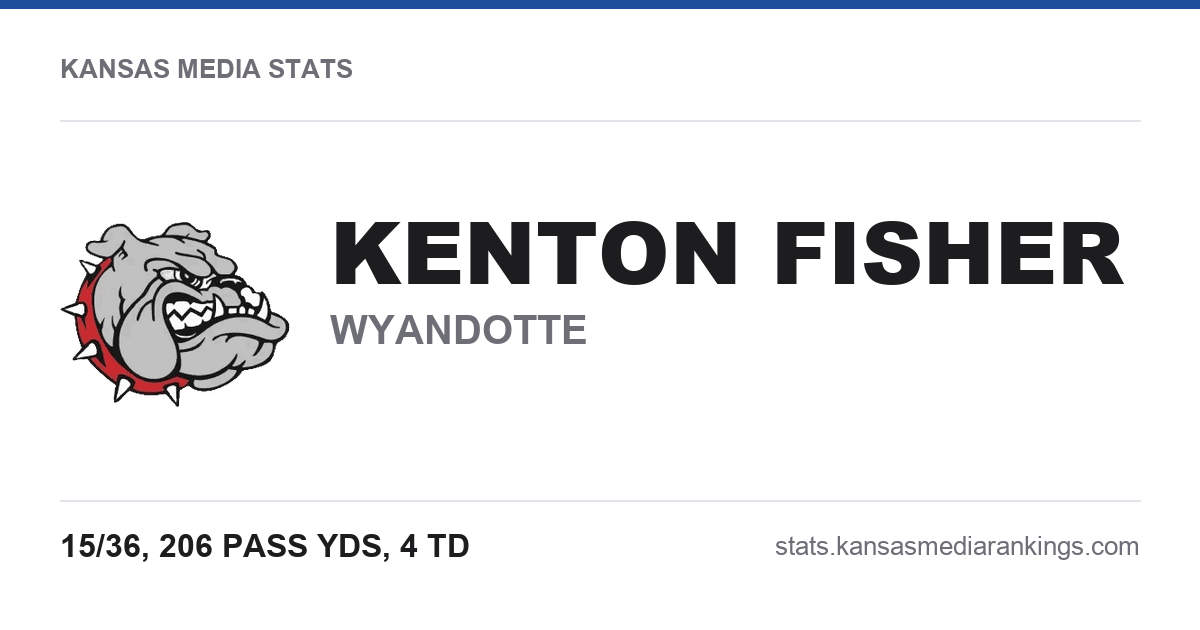 KANSAS MEDIA STATS
KENTON FISHER
WYANDOTTE
15/36, 206 PASS YDS, 4 TD
stats.kansasmediarankings.com